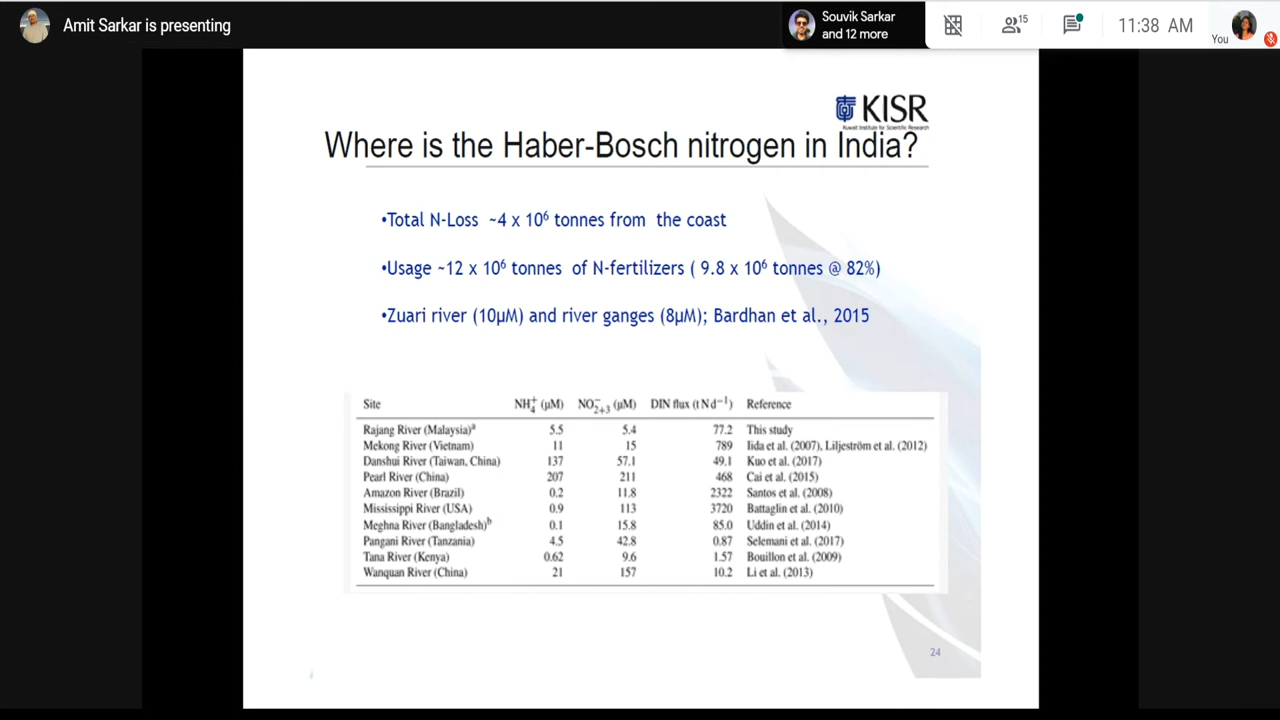 Amit Sarkar is presenting
Souvik Sarkar
and 12 more
15
11:38 AM
You
KISR
Kuwait Institute for Scientific Research
Where is the Haber-Bosch nitrogen in India?
•Total N-Loss ~4 x 10⁶ tonnes from the coast
•Usage ~12 x 10⁶ tonnes of N-fertilizers ( 9.8 x 10⁶ tonnes @ 82%)
•Zuari river (10µM) and river ganges (8µM); Bardhan et al., 2015
Site NH₄⁺ (µM) NO₂₊₃⁻ (µM) DIN flux (t N d⁻¹) Reference
Rajang River (Malaysia)ᵃ 5.5 5.4 77.2 This study
Mekong River (Vietnam) 11 15 789 Iida et al. (2007), Liljeström et al. (2012)
Danshui River (Taiwan, China) 137 57.1 49.1 Kuo et al. (2017)
Pearl River (China) 207 211 468 Cai et al. (2015)
Amazon River (Brazil) 0.2 11.8 2322 Santos et al. (2008)
Mississippi River (USA) 0.9 113 3720 Battaglin et al. (2010)
Meghna River (Bangladesh)ᵇ 0.1 15.8 85.0 Uddin et al. (2014)
Pangani River (Tanzania) 4.5 42.8 0.87 Selemani et al. (2017)
Tana River (Kenya) 0.62 9.6 1.57 Bouillon et al. (2009)
Wanquan River (China) 21 157 10.2 Li et al. (2013)
24